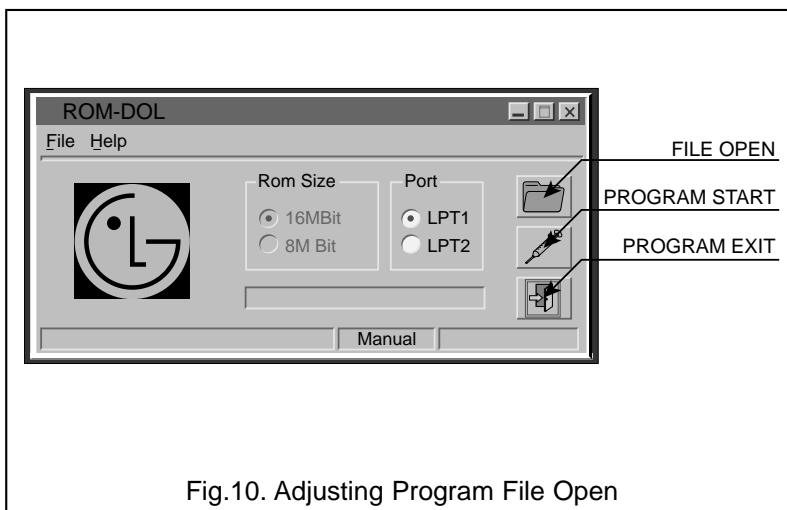 ROM-DOL
File Help
FILE OPEN
Rom Size
Port
16MBit
LPT1
PROGRAM START
8M Bit
LPT2
PROGRAM EXIT
Manual
Fig.10. Adjusting Program File Open